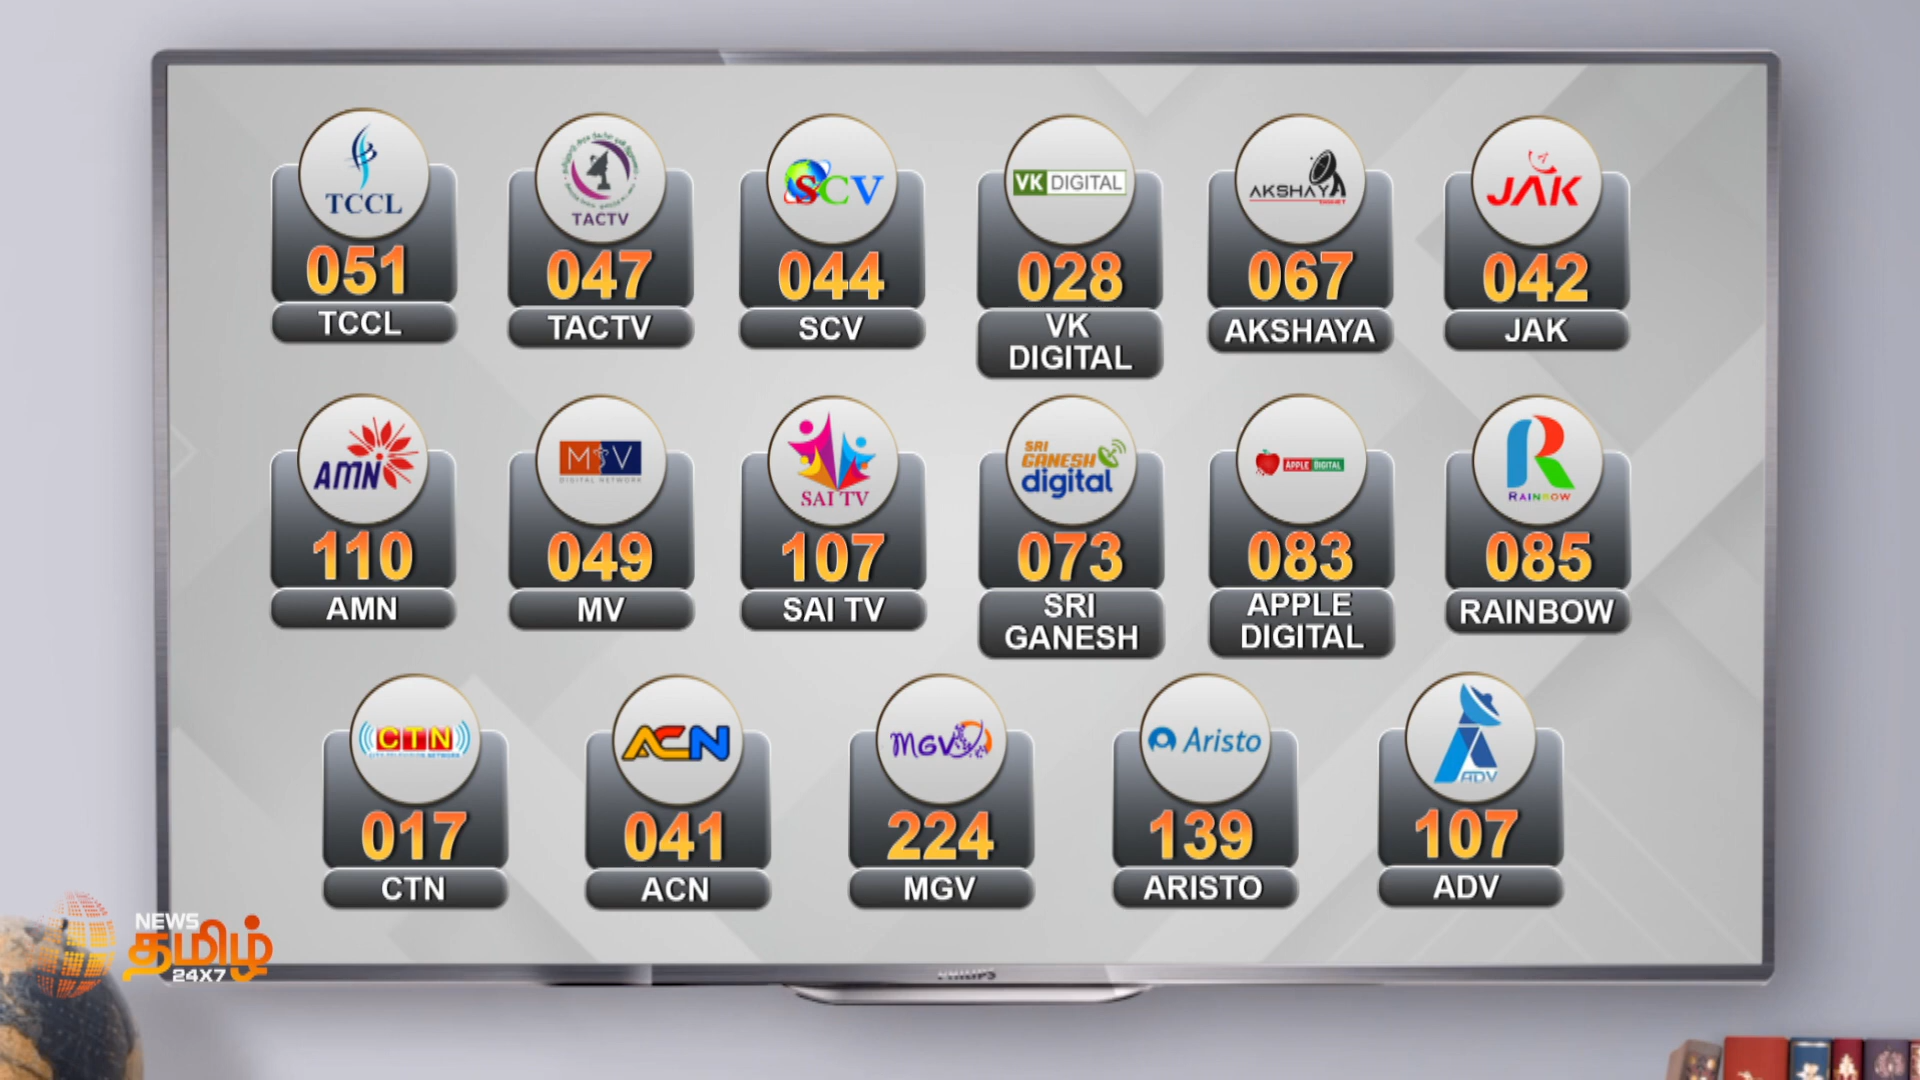 TCCL
TACTV
SCV
VK DIGITAL
AKSHAYA
JAK
051
047
044
028
067
042
TCCL
TACTV
SCV
VK
DIGITAL
AKSHAYA
JAK
AMN
MV
DIGITAL NETWORK
SAI TV
SRI
GANESH
digital
APPLE DIGITAL
RAINBOW
110
049
107
073
083
085
AMN
MV
SAI TV
SRI
GANESH
APPLE
DIGITAL
RAINBOW
CTN
ACN
MGV
Aristo
ADV
017
041
224
139
107
CTN
ACN
MGV
ARISTO
ADV
NEWS
தமிழ்
24X7
PHILIPS